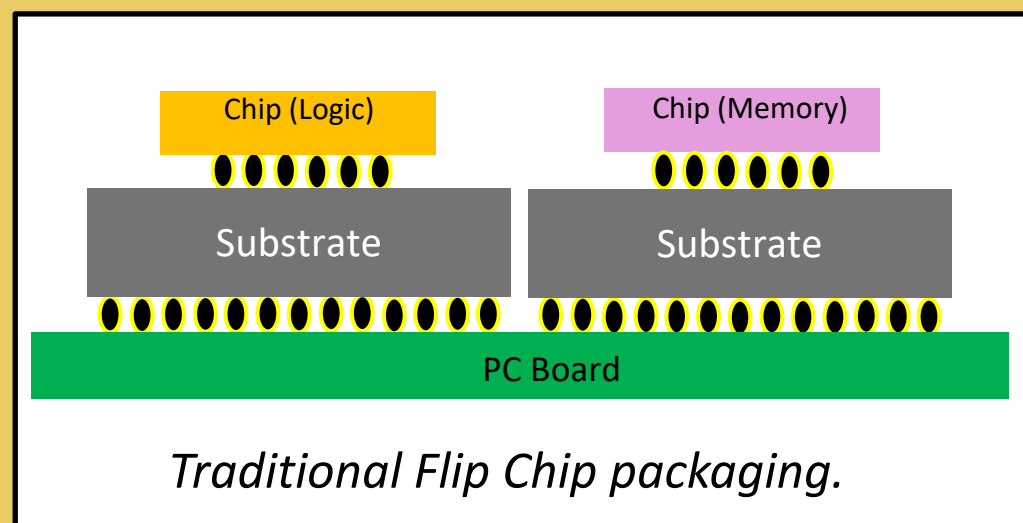 Chip (Logic)
Chip (Memory)
Substrate
Substrate
PC Board
Traditional Flip Chip packaging.